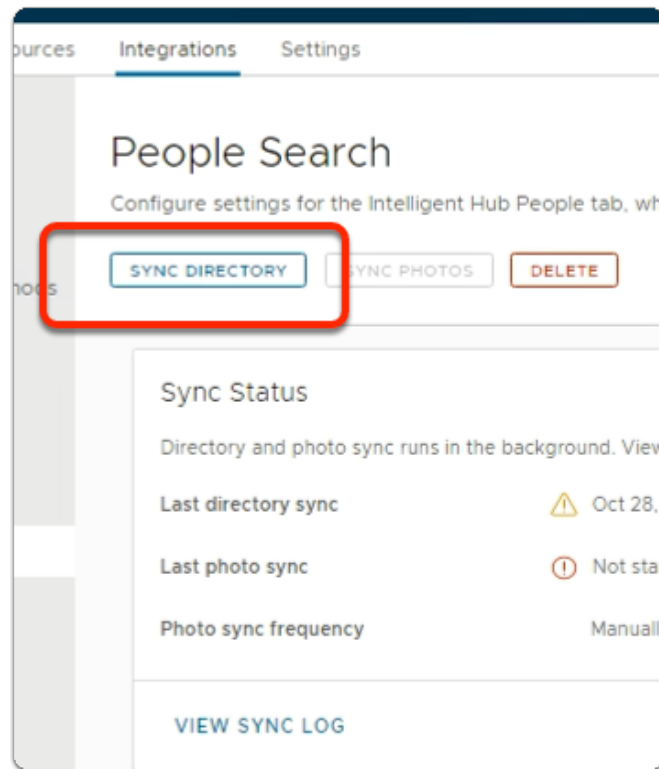 Integrations Settings
People Search
Configure settings for the Intelligent Hub People tab,
SYNC DIRECTORY SYNC PHOTOS DELETE
Sync Status
Directory and photo sync runs in the background. View
Last directory sync Oct 28,
Last photo sync Not sta
Photo sync frequency Manuall
VIEW SYNC LOG